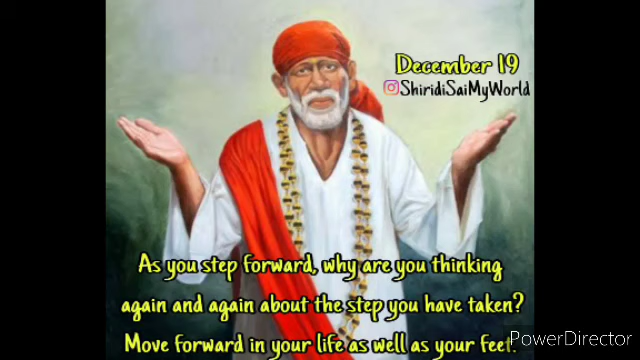 December 19
ShiridiSaiMyWorld
As you step forward, why are you thinking
again and again about the step you have taken?
Move forward in your life as well as your feet.
PowerDirector